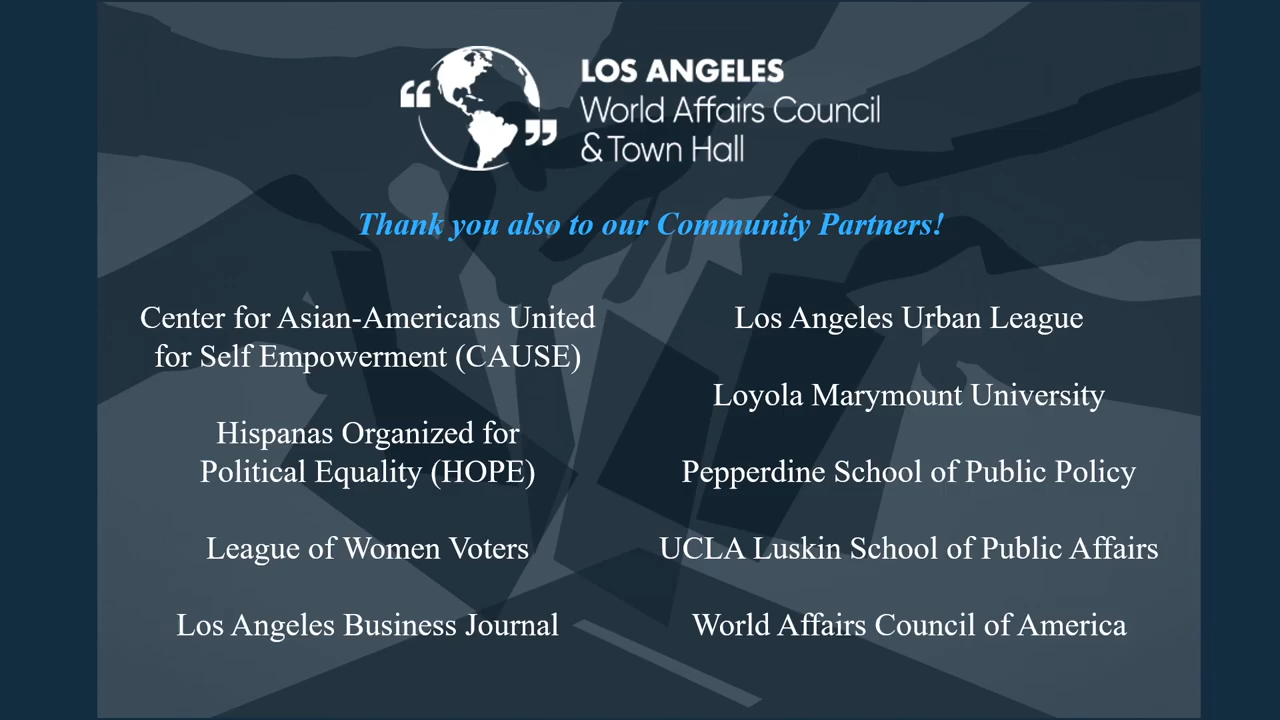 LOS ANGELES
World Affairs Council
& Town Hall
Thank you also to our Community Partners!
Center for Asian-Americans United
for Self Empowerment (CAUSE)
Hispanas Organized for
Political Equality (HOPE)
League of Women Voters
Los Angeles Business Journal
Los Angeles Urban League
Loyola Marymount University
Pepperdine School of Public Policy
UCLA Luskin School of Public Affairs
World Affairs Council of America